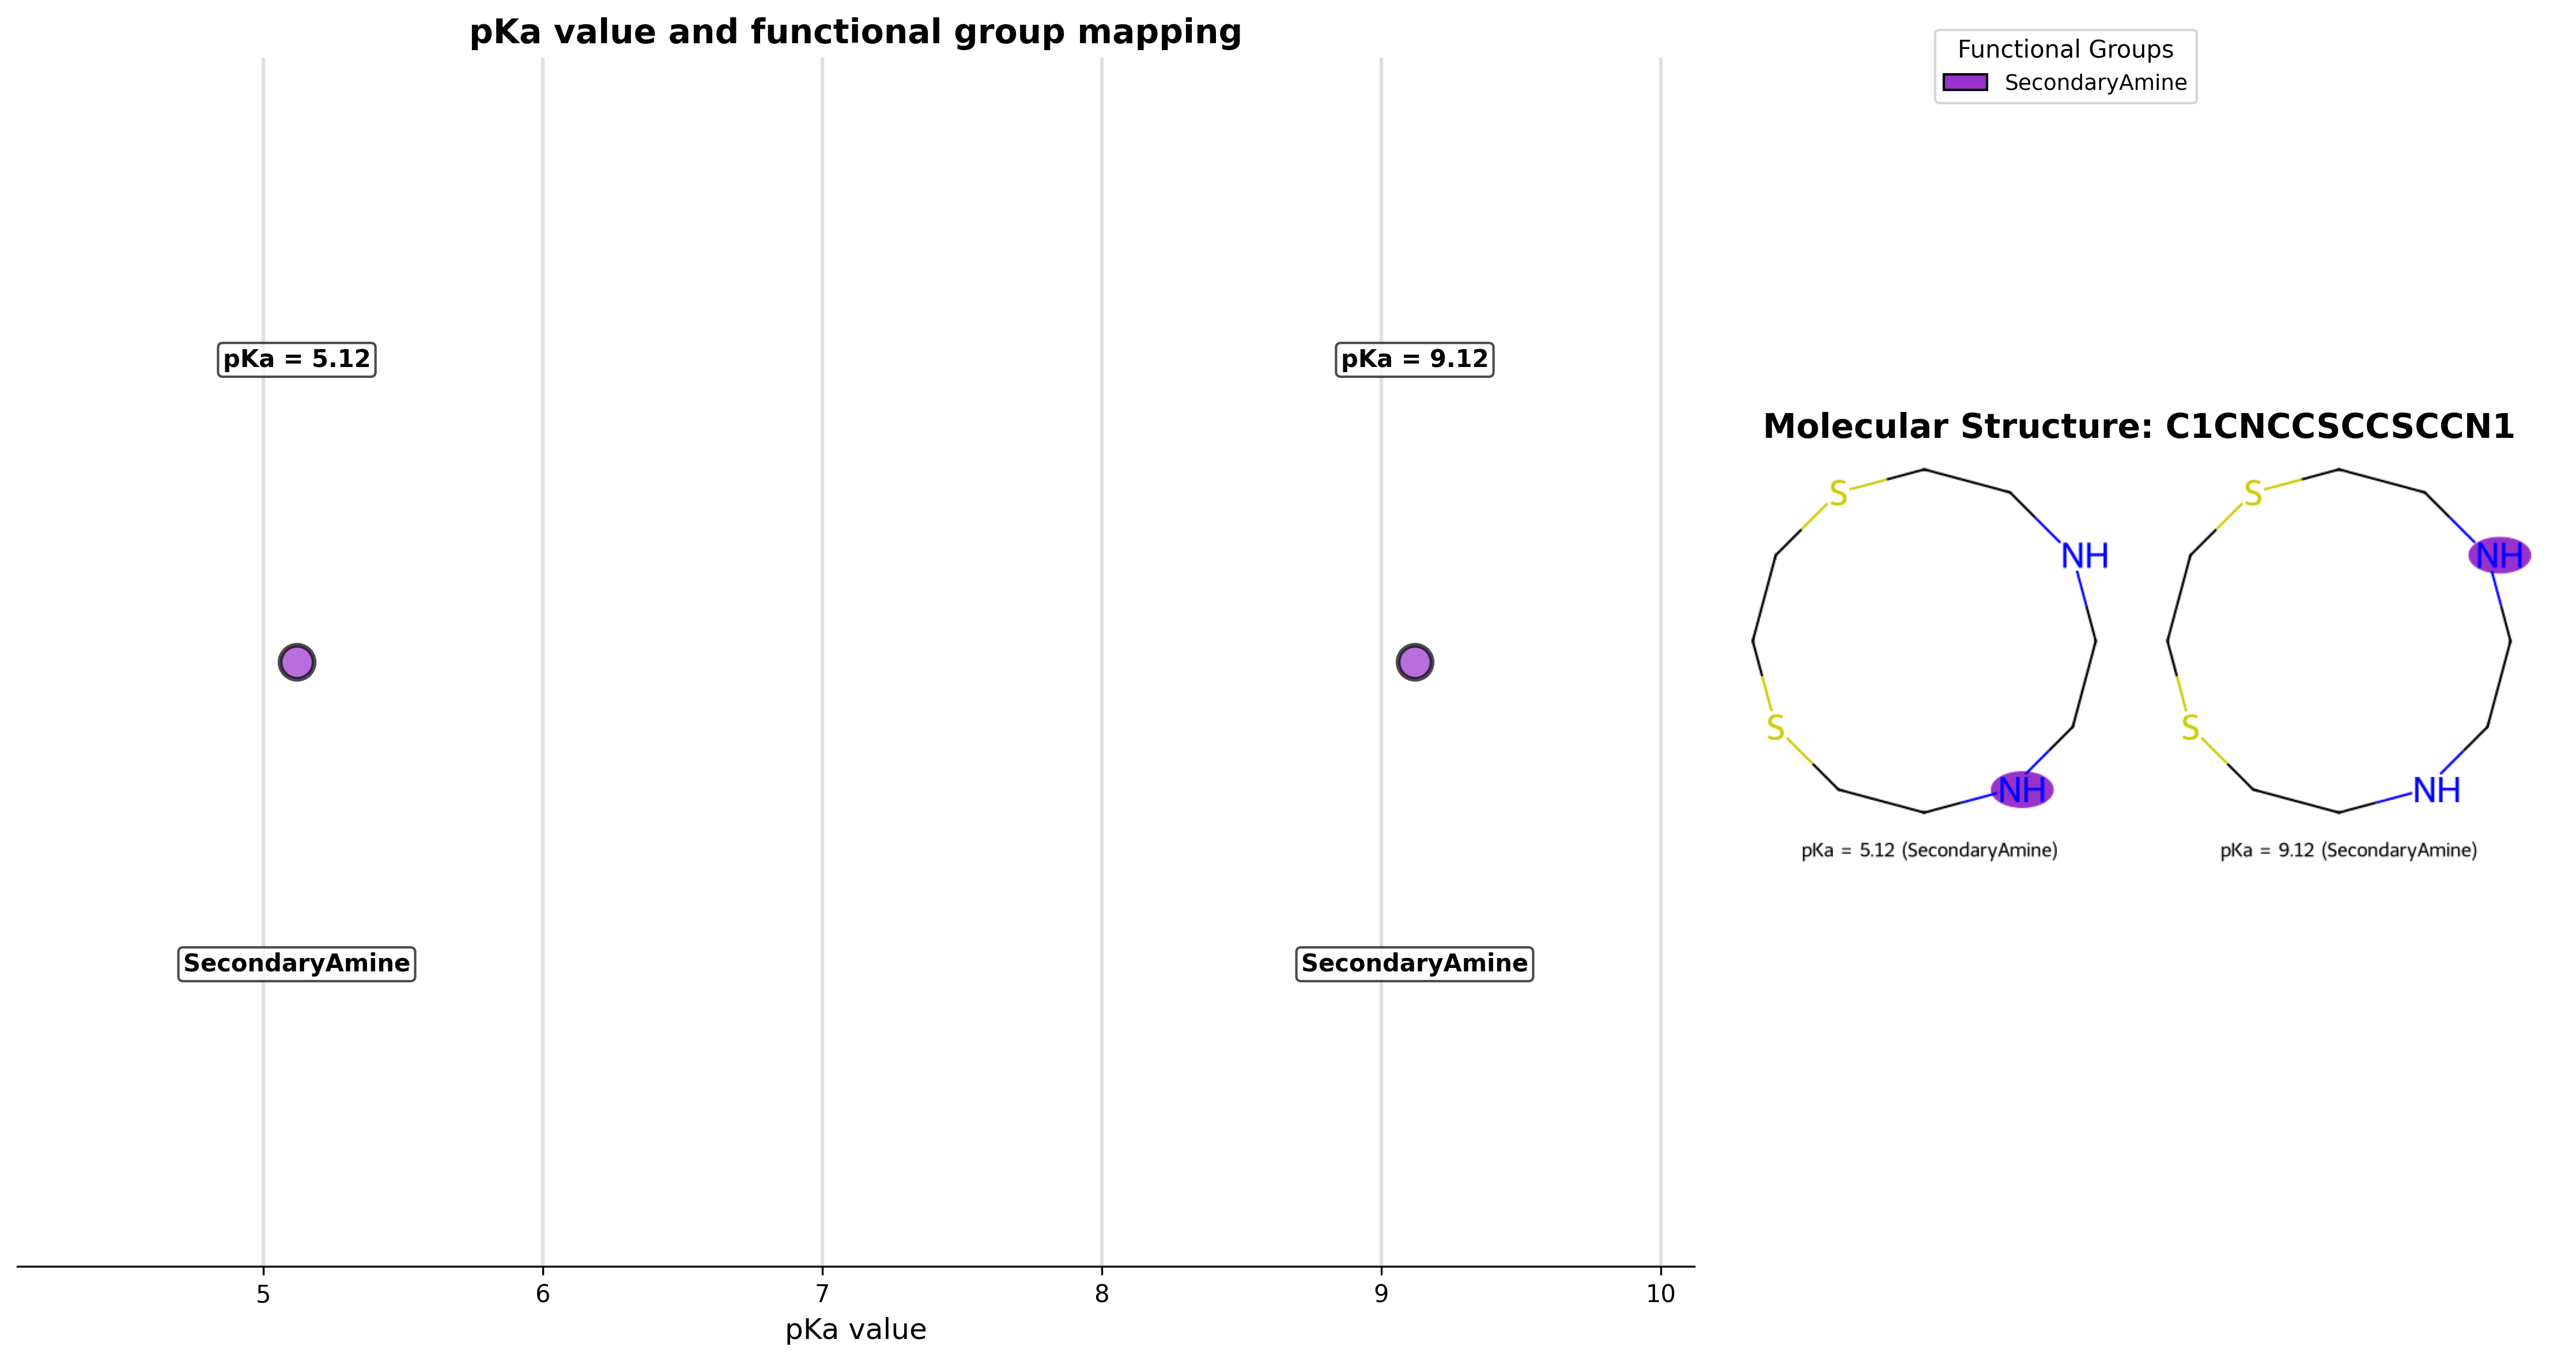 pKa value and functional group mapping
Functional Groups
SecondaryAmine
pKa = 5.12
pKa = 9.12
SecondaryAmine
SecondaryAmine
5
6
7
8
9
10
pKa value
Molecular Structure: C1CNCCSCCSCCN1
S
NH
S
NH
S
NH
S
NH
pKa = 5.12 (SecondaryAmine)
pKa = 9.12 (SecondaryAmine)